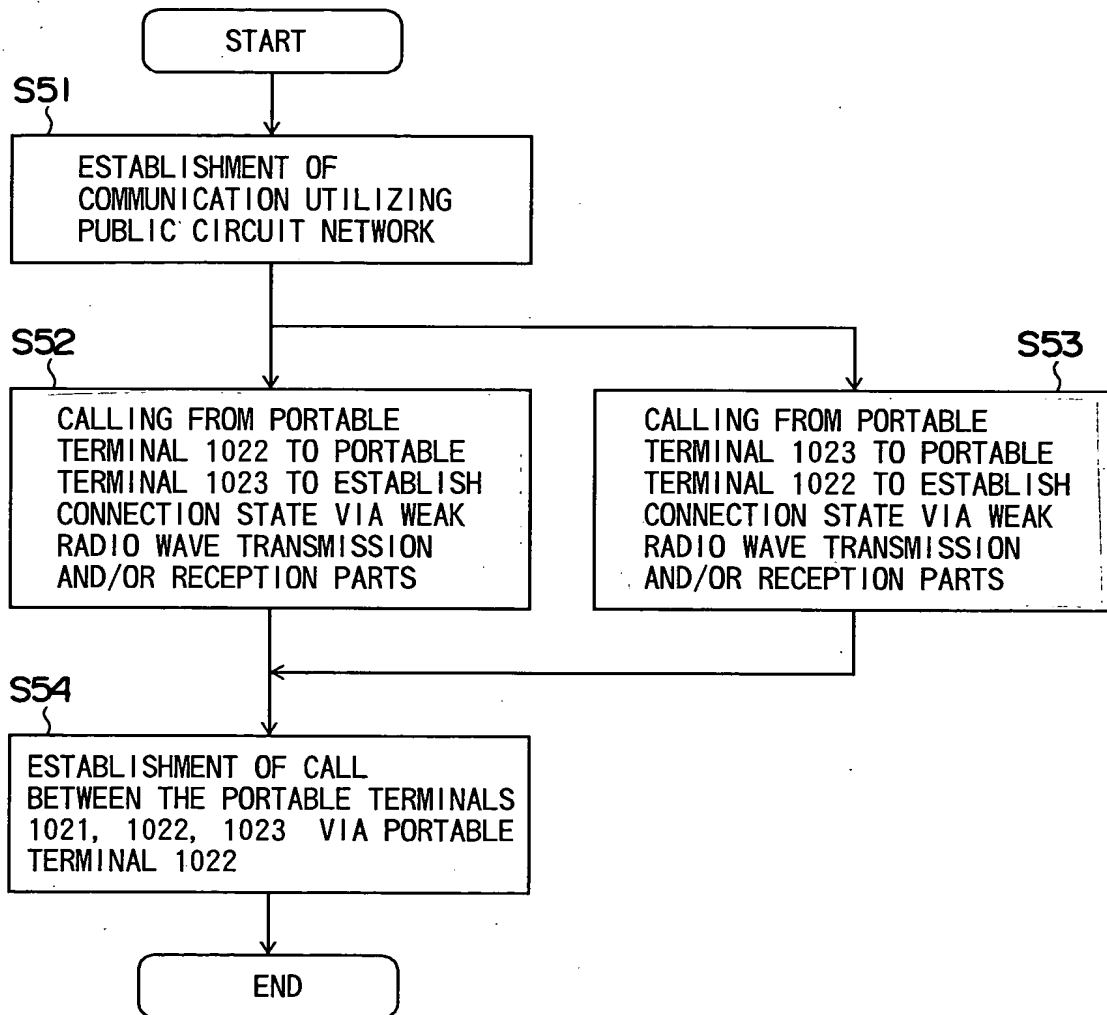 START
S51
ESTABLISHMENT OF
COMMUNICATION UTILIZING
PUBLIC CIRCUIT NETWORK
S52
CALLING FROM PORTABLE
TERMINAL 1022 TO PORTABLE
TERMINAL 1023 TO ESTABLISH
CONNECTION STATE VIA WEAK
RADIO WAVE TRANSMISSION
AND/OR RECEPTION PARTS
S53
CALLING FROM PORTABLE
TERMINAL 1023 TO PORTABLE
TERMINAL 1022 TO ESTABLISH
CONNECTION STATE VIA WEAK
RADIO WAVE TRANSMISSION
AND/OR RECEPTION PARTS
S54
ESTABLISHMENT OF CALL
BETWEEN THE PORTABLE TERMINALS
1021, 1022, 1023 VIA PORTABLE
TERMINAL 1022
END